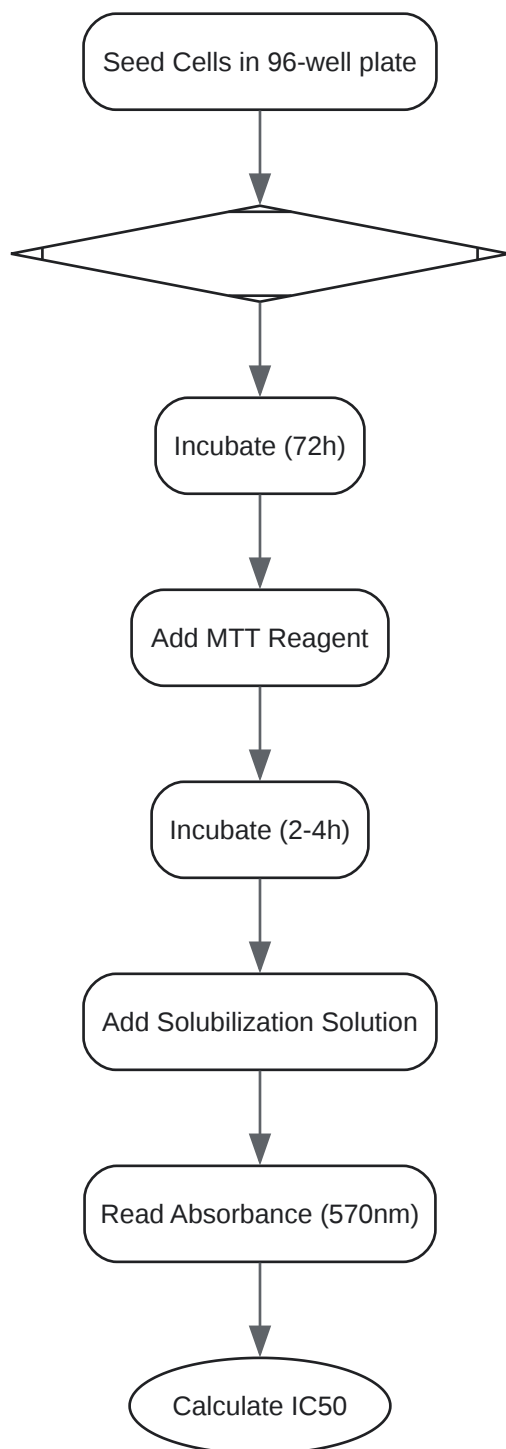 Seed Cells in 96-well plate
Incubate (72h)
Add MTT Reagent
Incubate (2-4h)
Add Solubilization Solution
Read Absorbance (570nm)
Calculate IC50